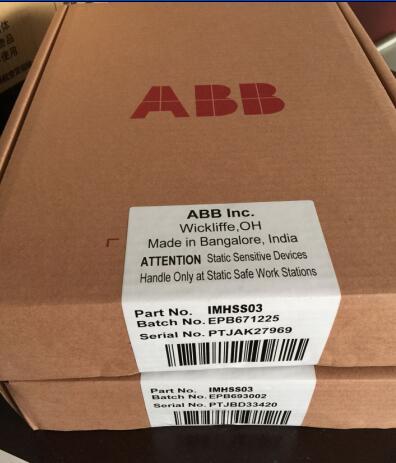 ABB
ABB Inc.
Wickliffe,OH
Made in Bangalore, India
ATTENTION Static Sensitive Devices
Handle Only at Static Safe Work Stations
Part No. IMHSS03
Batch No. EPB671225
Serial No. PTJAK27969
Part No. IMHSS03
Batch No. EPB693002
Serial No. PTJBD33420